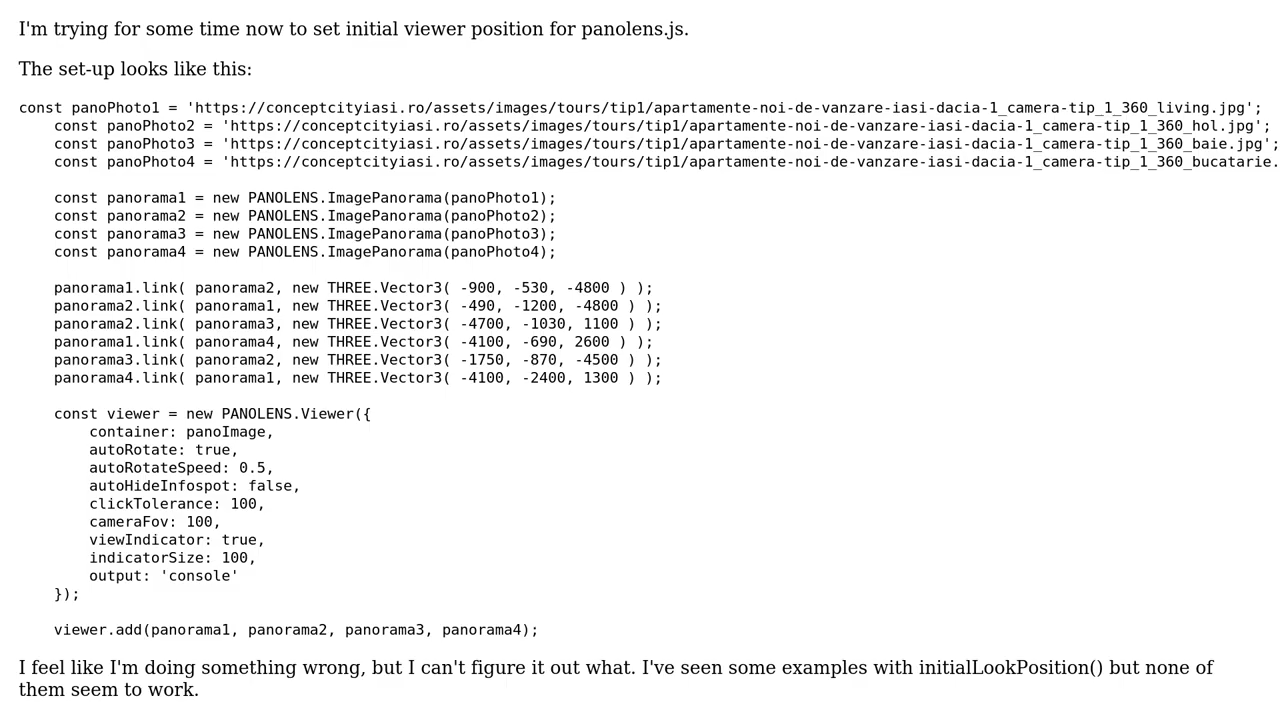 I'm trying for some time now to set initial viewer position for panolens.js.
The set-up looks like this:
const panoPhoto1 = 'https://conceptcityiasi.ro/assets/images/tours/tip1/apartamente-noi-de-vanzare-iasi-dacia-1_camera-tip_1_360_living.jpg';
const panoPhoto2 = 'https://conceptcityiasi.ro/assets/images/tours/tip1/apartamente-noi-de-vanzare-iasi-dacia-1_camera-tip_1_360_hol.jpg';
const panoPhoto3 = 'https://conceptcityiasi.ro/assets/images/tours/tip1/apartamente-noi-de-vanzare-iasi-dacia-1_camera-tip_1_360_baie.jpg';
const panoPhoto4 = 'https://conceptcityiasi.ro/assets/images/tours/tip1/apartamente-noi-de-vanzare-iasi-dacia-1_camera-tip_1_360_bucatarie.
const panorama1 = new PANOLENS.ImagePanorama(panoPhoto1);
const panorama2 = new PANOLENS.ImagePanorama(panoPhoto2);
const panorama3 = new PANOLENS.ImagePanorama(panoPhoto3);
const panorama4 = new PANOLENS.ImagePanorama(panoPhoto4);
panorama1.link( panorama2, new THREE.Vector3( -900, -530, -4800 ) );
panorama2.link( panorama1, new THREE.Vector3( -490, -1200, -4800 ) );
panorama2.link( panorama3, new THREE.Vector3( -4700, -1030, 1100 ) );
panorama1.link( panorama4, new THREE.Vector3( -4100, -690, 2600 ) );
panorama3.link( panorama2, new THREE.Vector3( -1750, -870, -4500 ) );
panorama4.link( panorama1, new THREE.Vector3( -4100, -2400, 1300 ) );
const viewer = new PANOLENS.Viewer({
container: panoImage,
autoRotate: true,
autoRotateSpeed: 0.5,
autoHideInfospot: false,
clickTolerance: 100,
cameraFov: 100,
viewIndicator: true,
indicatorSize: 100,
output: 'console'
});
viewer.add(panorama1, panorama2, panorama3, panorama4);
I feel like I'm doing something wrong, but I can't figure it out what. I've seen some examples with initialLookPosition() but none of
them seem to work.